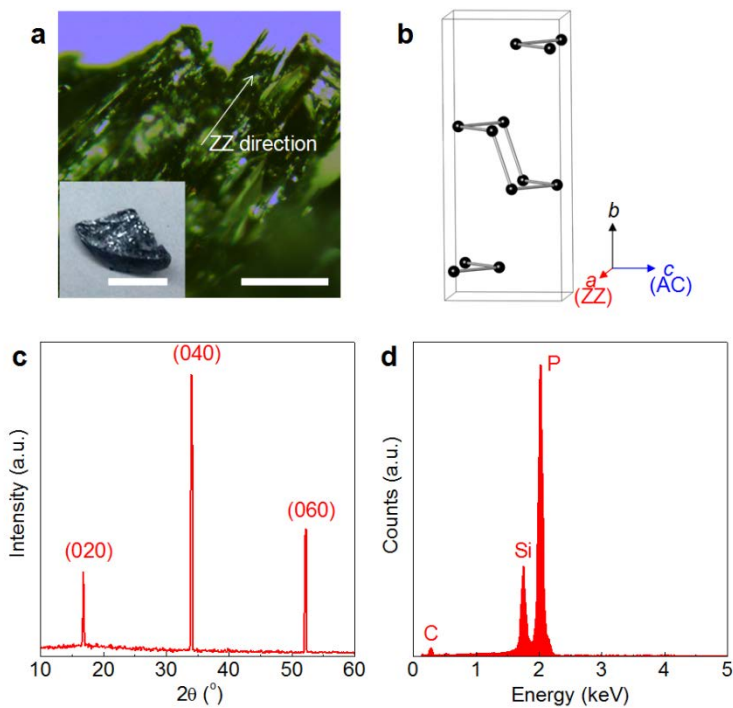 a
ZZ direction
b
b
c
(AC)
a
(ZZ)
c
(040)
(060)
(020)
Intensity (a.u.)
10 20 30 40 50 60
2θ (°)
d
P
Si
C
Counts (a.u.)
0 1 2 3 4 5
Energy (keV)